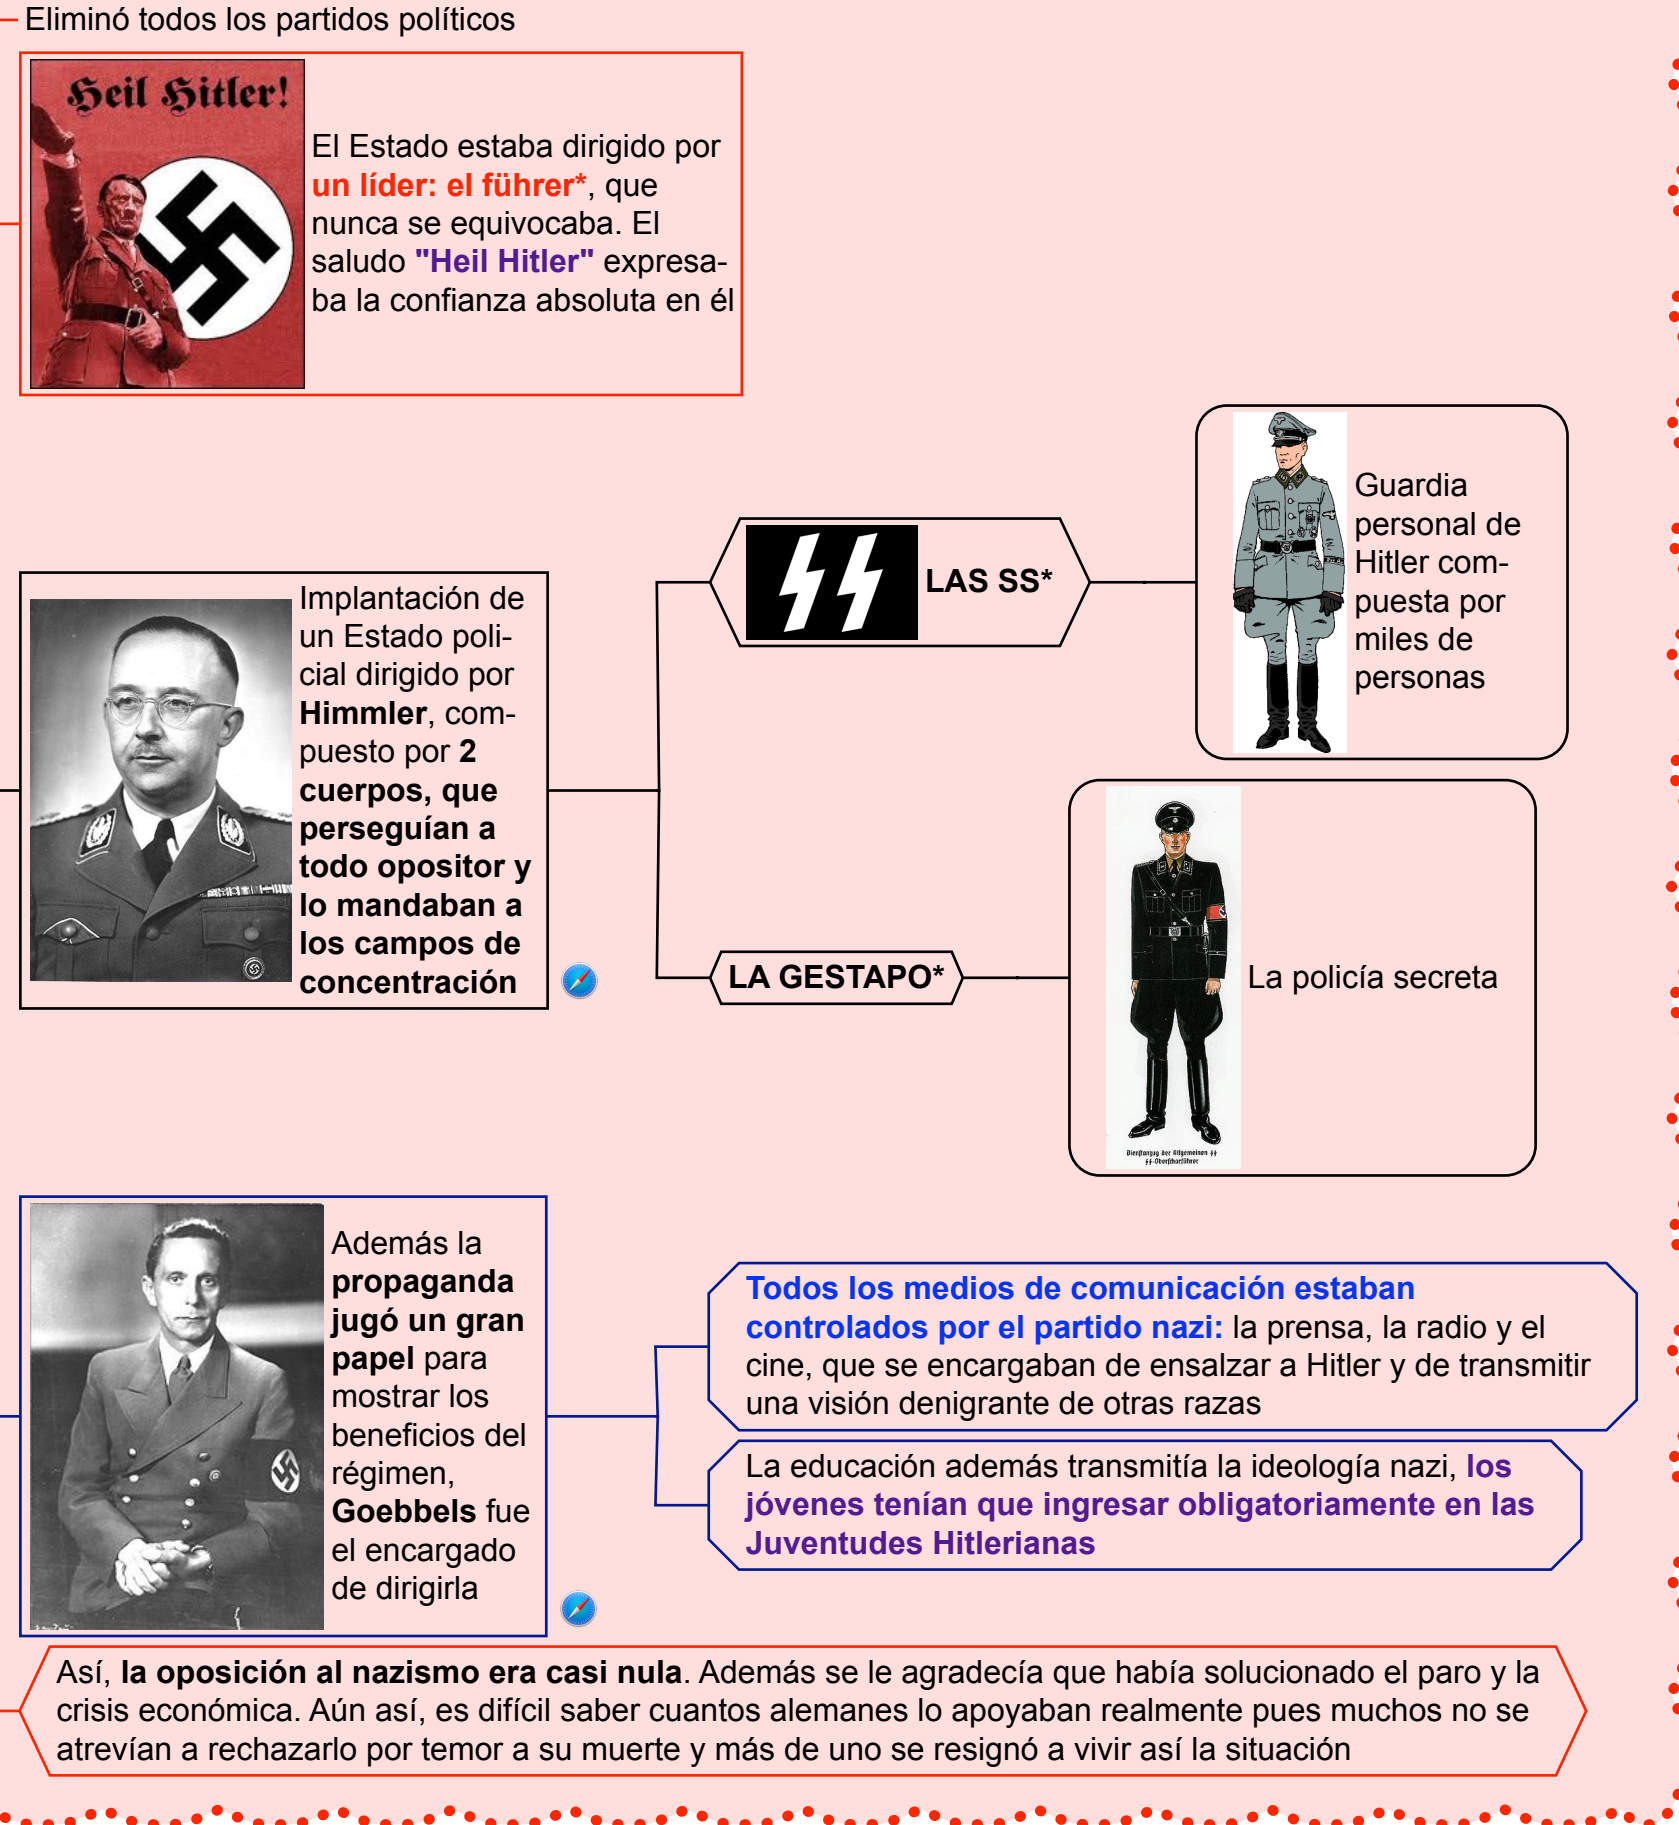 Eliminó todos los partidos políticos
Heil Hitler!
El Estado estaba dirigido por
un líder: el führer*, que
nunca se equivocaba. El
saludo "Heil Hitler" expresa-
ba la confianza absoluta en él
Implantación de
un Estado poli-
cial dirigido por
Himmler, com-
puesto por 2
cuerpos, que
perseguían a
todo opositor y
lo mandaban a
los campos de
concentración
LAS SS*
Guardia
personal de
Hitler com-
puesta por
miles de
personas
LA GESTAPO*
La policía secreta
Dienstanzug der Allgemeinen SS
SS-Oberscharführer
Además la
propaganda
jugó un gran
papel para
mostrar los
beneficios del
régimen,
Goebbels fue
el encargado
de dirigirla
Todos los medios de comunicación estaban
controlados por el partido nazi: la prensa, la radio y el
cine, que se encargaban de ensalzar a Hitler y de transmitir
una visión denigrante de otras razas
La educación además transmitía la ideología nazi, los
jóvenes tenían que ingresar obligatoriamente en las
Juventudes Hitlerianas
Así, la oposición al nazismo era casi nula. Además se le agradecía que había solucionado el paro y la
crisis económica. Aún así, es difícil saber cuantos alemanes lo apoyaban realmente pues muchos no se
atrevían a rechazarlo por temor a su muerte y más de uno se resignó a vivir así la situación